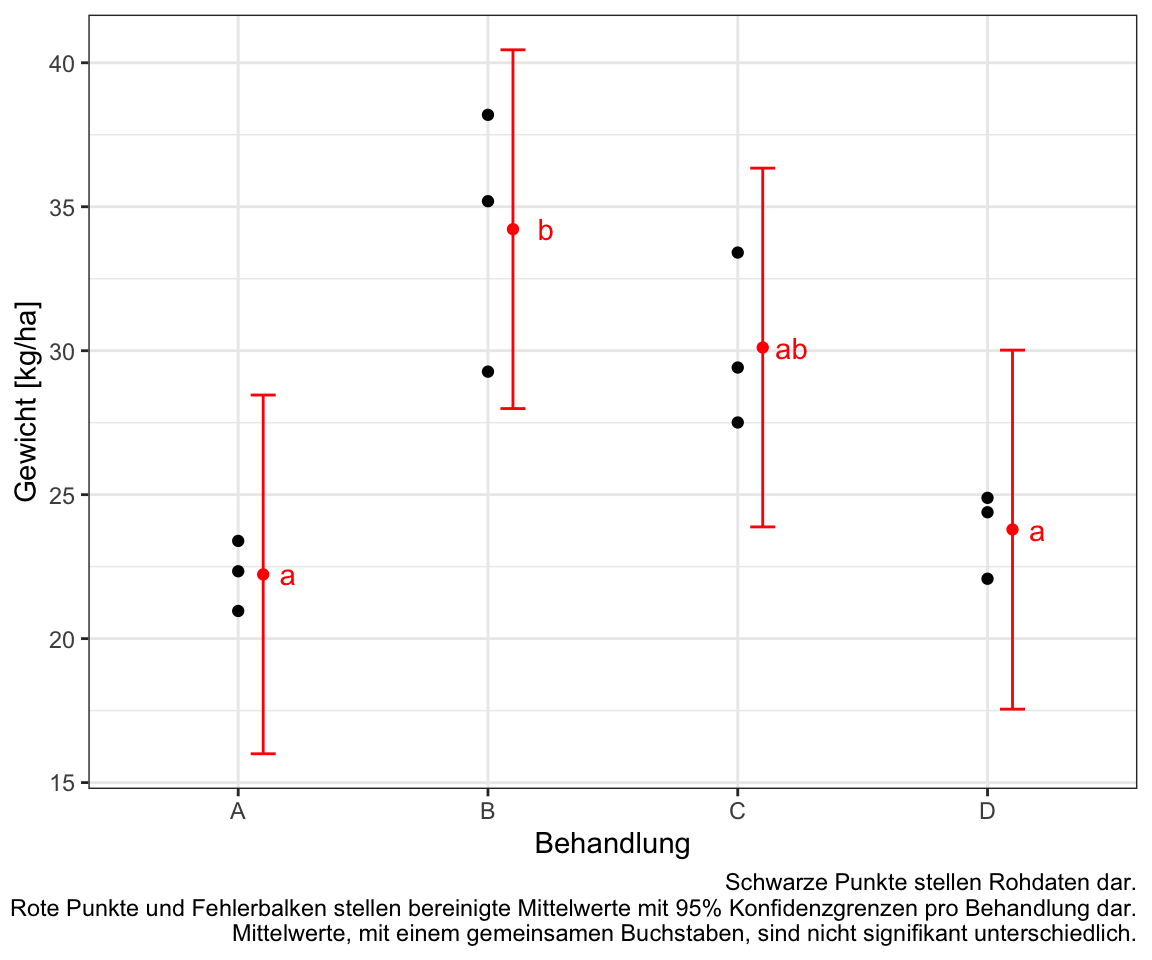 40
35
30
25
20
15
Gewicht [kg/ha]
b
ab
a
a
A
B
C
D
Behandlung
Schwarze Punkte stellen Rohdaten dar.
Rote Punkte und Fehlerbalken stellen bereinigte Mittelwerte mit 95% Konfidenzgrenzen pro Behandlung dar.
Mittelwerte, mit einem gemeinsamen Buchstaben, sind nicht signifikant unterschiedlich.